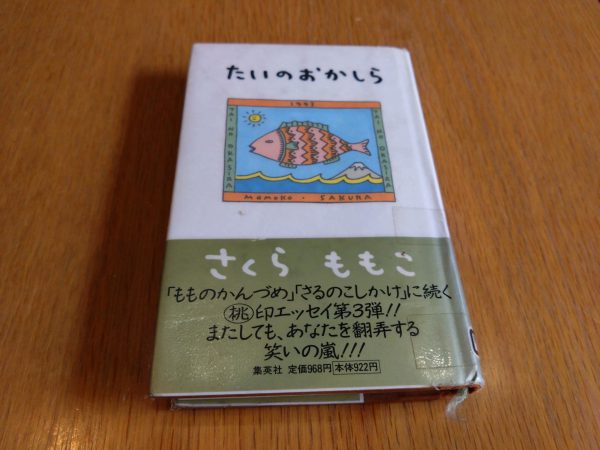 たいのおかしら
1993
TAI NO OKASIRA
TAI NO OKASIRA
MOMOKO・SAKURA
さくらももこ
「もものかんづめ」「さるのこしかけ」に続く
桃印エッセイ第3弾!!
またしても、あなたを翻弄する
笑いの嵐!!!
集英社 定価968円 本体922円